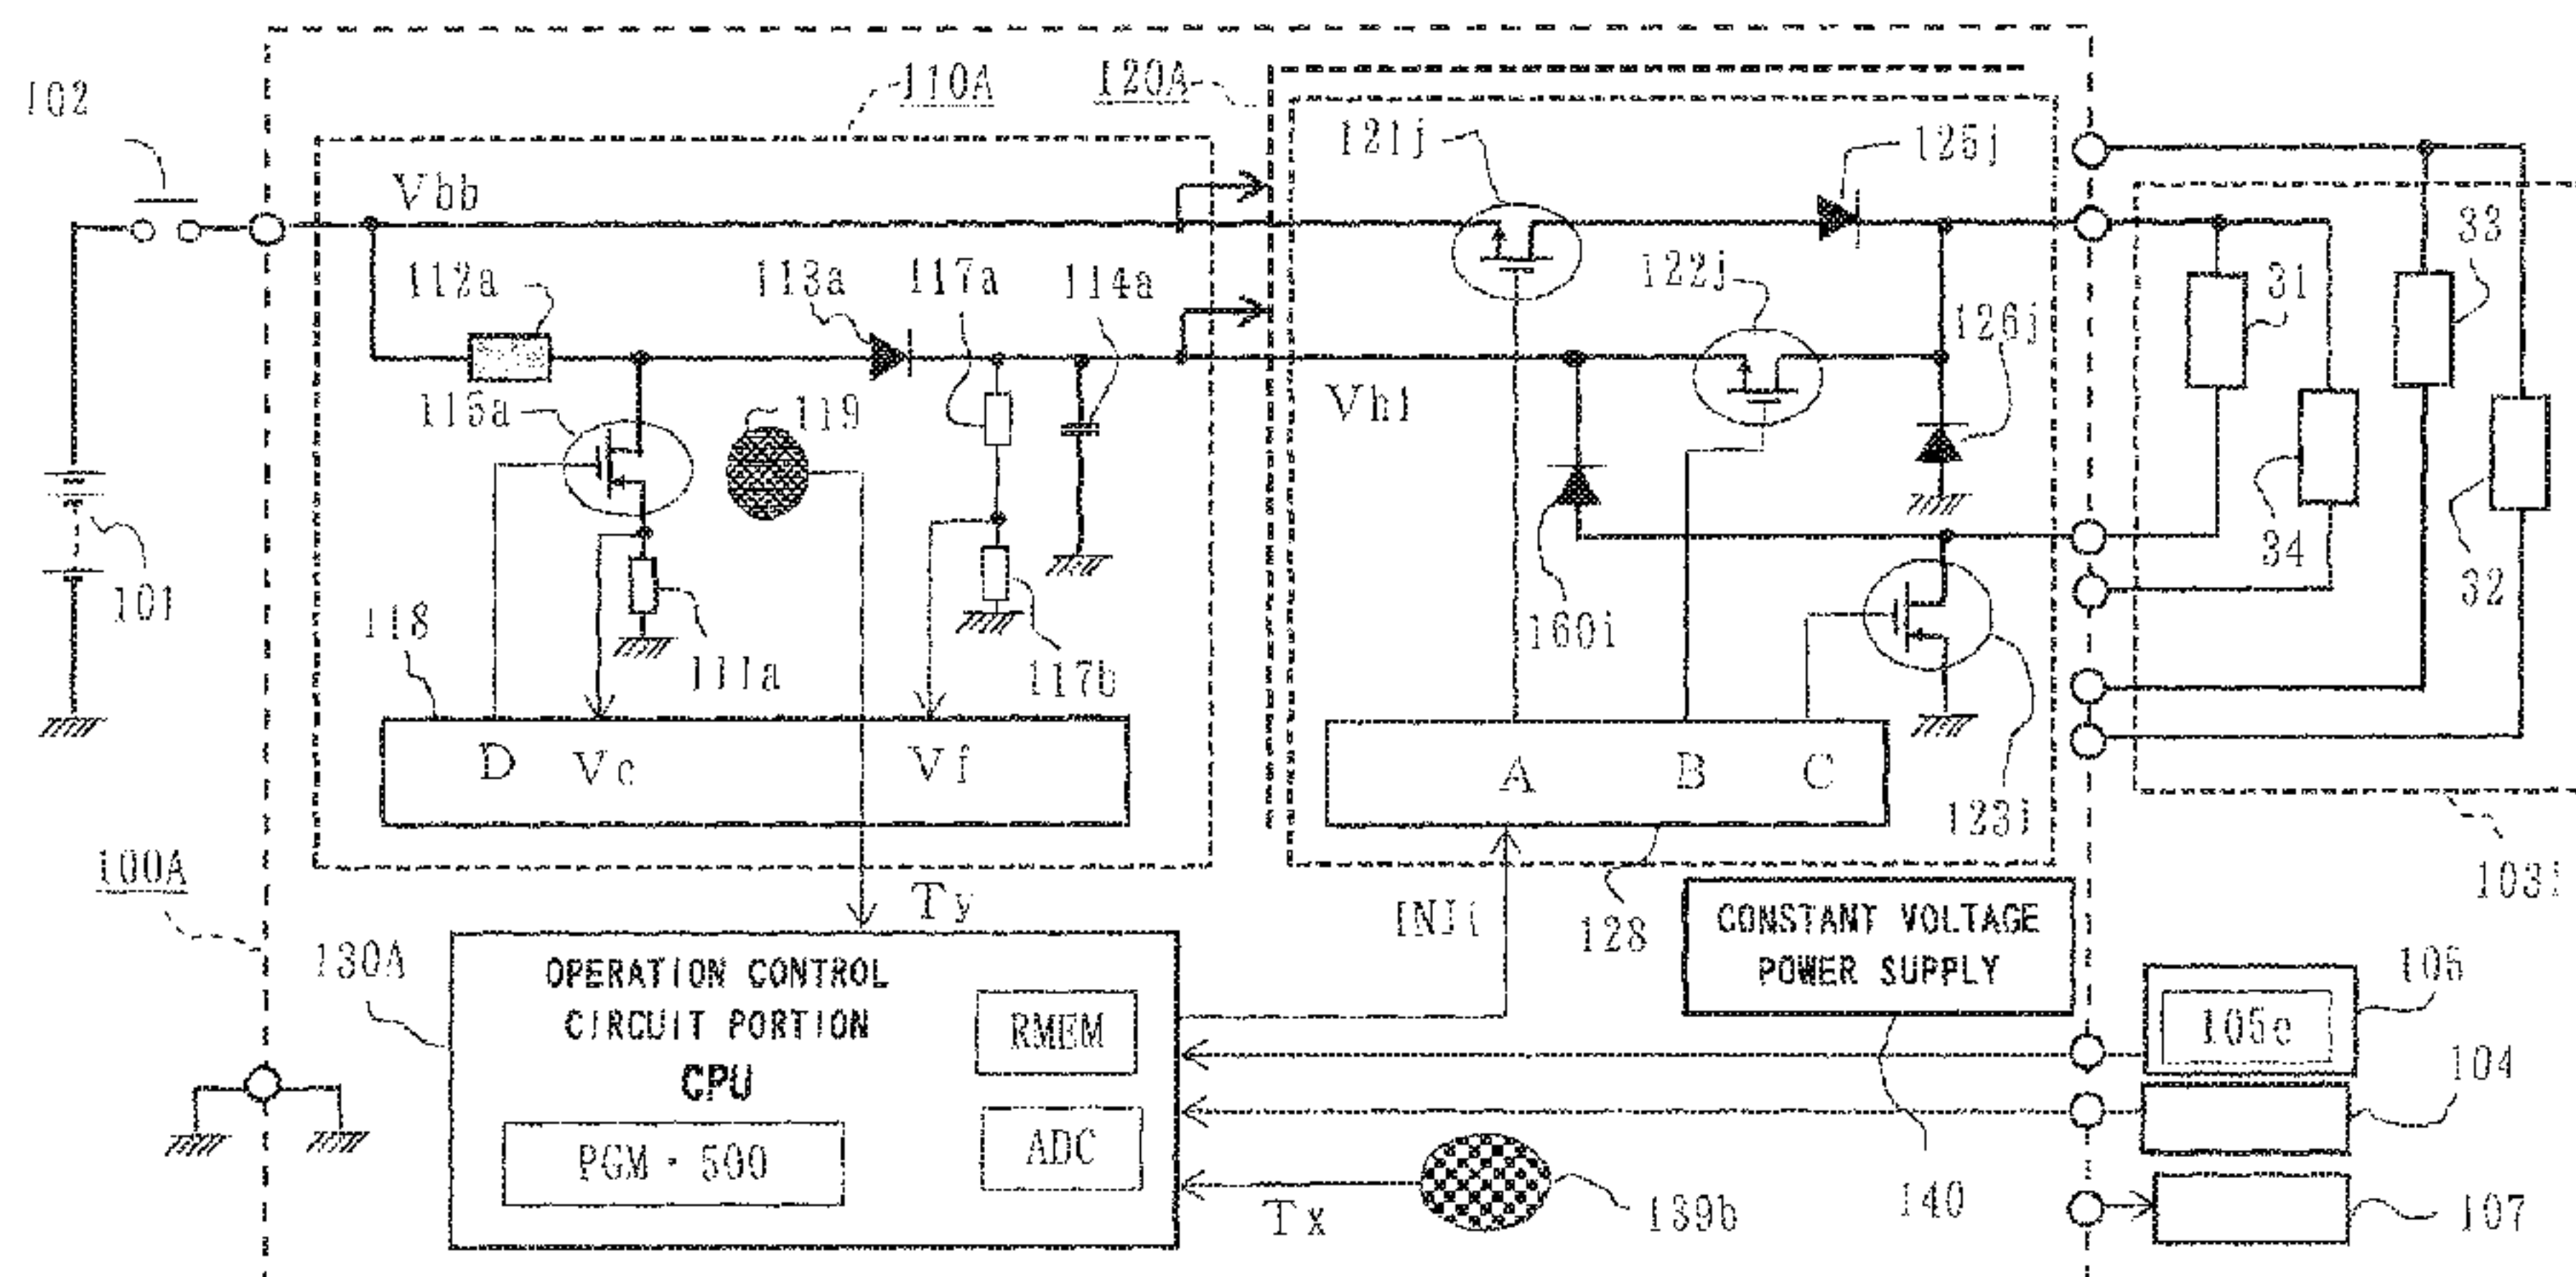 102
110A
120A
121j
125j
Vbb
112a
113a
117a
114a
122j
126j
33
31
115a
119
Vh1
34
32
101
118
111a
117b
160i
D Vc Vf
A B C
123i
100A
Ty
INJi
128
103i
130A
OPERATION CONTROL
CIRCUIT PORTION
CPU
RMEM
PGM・500
ADC
CONSTANT VOLTAGE
POWER SUPPLY
105
105e
104
Tx
139b
140
107